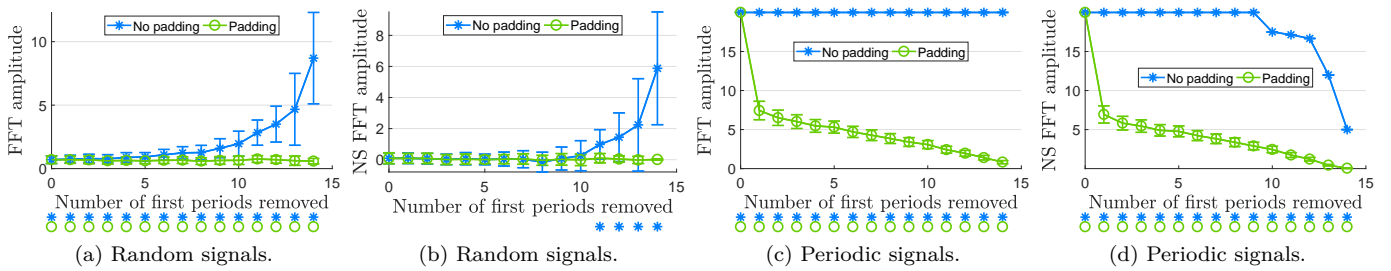 No padding Padding
FFT amplitude
10
5
0
0 5 10 15
Number of first periods removed
(a) Random signals.
No padding Padding
NS FFT amplitude
8
6
4
2
0
0 5 10 15
Number of first periods removed
(b) Random signals.
No padding Padding
FFT amplitude
15
10
5
0
0 5 10 15
Number of first periods removed
(c) Periodic signals.
No padding Padding
NS FFT amplitude
15
10
5
0
0 5 10 15
Number of first periods removed
(d) Periodic signals.